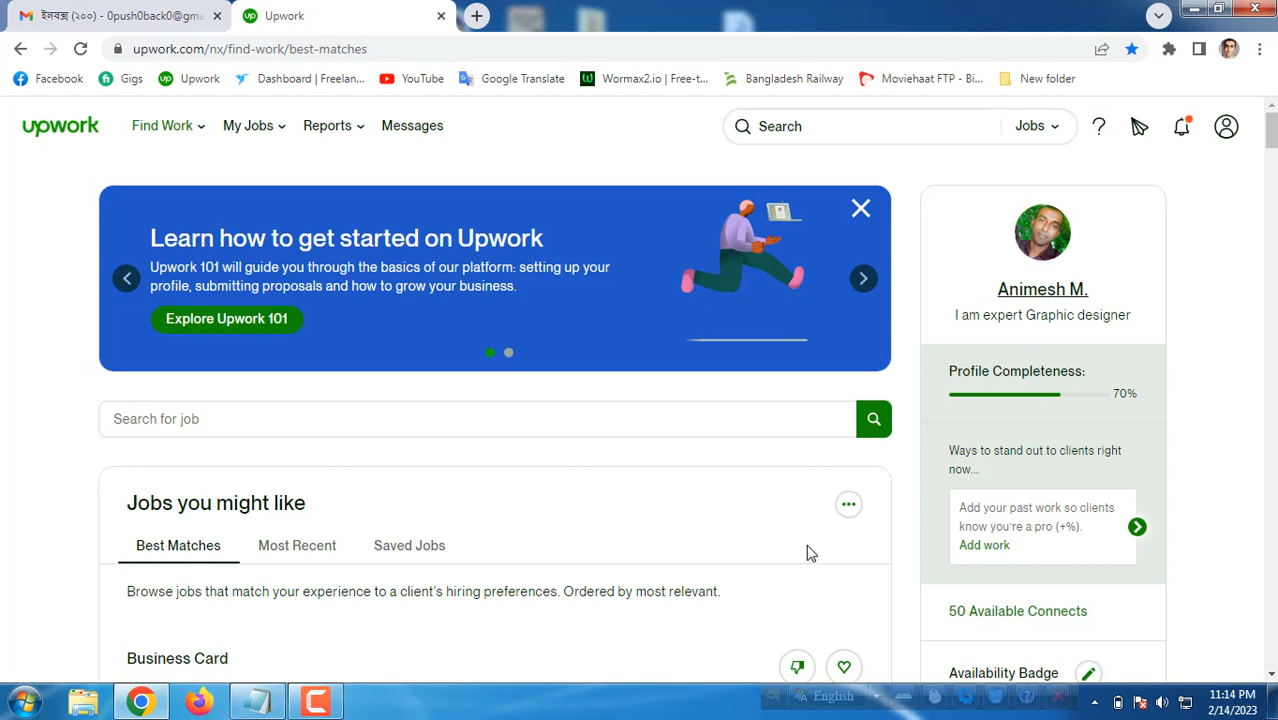 ইনবক্স (২০০) - 0push0back0@gma
Upwork
upwork.com/nx/find-work/best-matches
Facebook
Gigs
Upwork
Dashboard | Freelan...
YouTube
Google Translate
Wormax2.io | Free-t...
Bangladesh Railway
Moviehaat FTP - Bi...
New folder
upwork
Find Work
My Jobs
Reports
Messages
Search
Jobs
Learn how to get started on Upwork
Upwork 101 will guide you through the basics of our platform: setting up your
profile, submitting proposals and how to grow your business.
Explore Upwork 101
Search for job
Jobs you might like
Best Matches
Most Recent
Saved Jobs
Browse jobs that match your experience to a client's hiring preferences. Ordered by most relevant.
Business Card
Animesh M.
I am expert Graphic designer
Profile Completeness:
70%
Ways to stand out to clients right
now...
Add your past work so clients
know you're a pro (+%).
Add work
50 Available Connects
Availability Badge
English
11:14 PM
2/14/2023